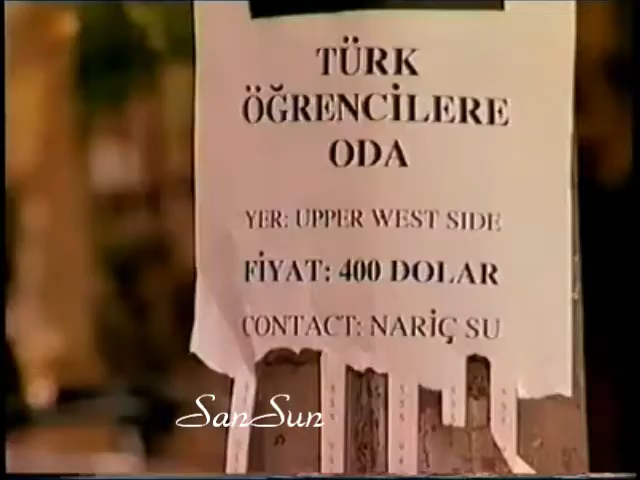 TÜRK
ÖĞRENCİLERE
ODA
YER: UPPER WEST SIDE
FİYAT: 400 DOLAR
CONTACT: NARİÇ SU
SanSun